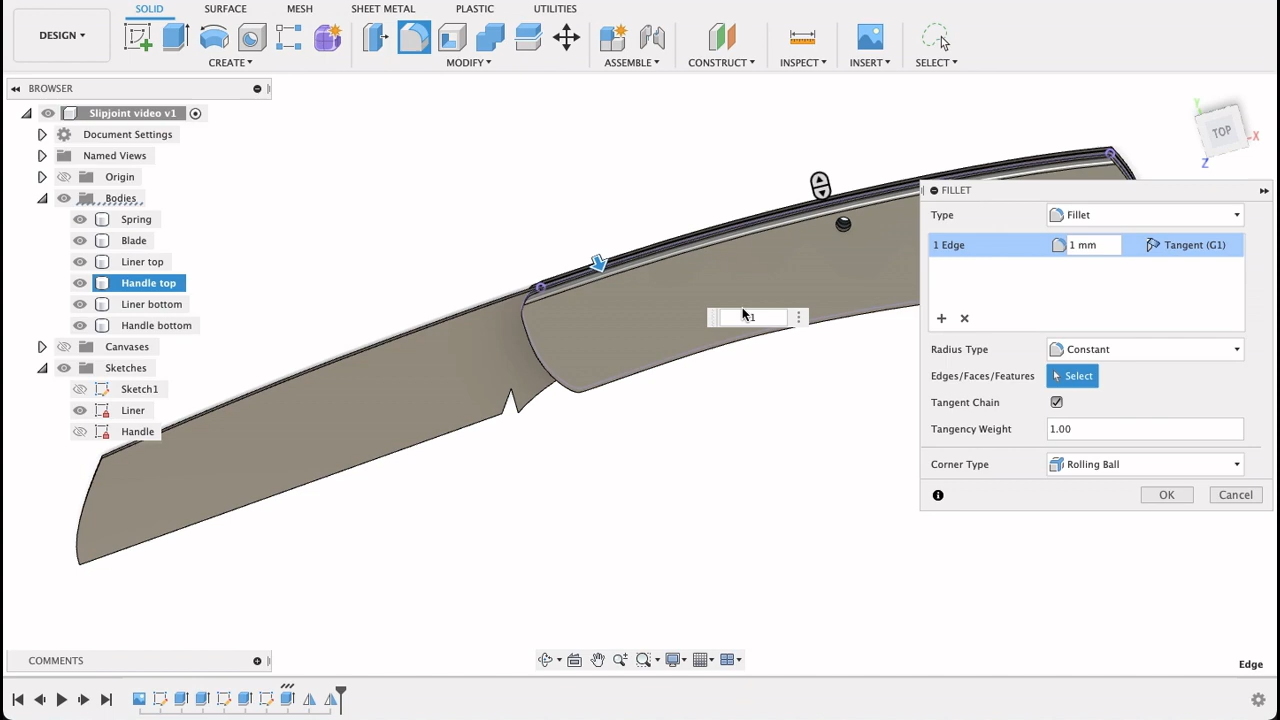 SOLID SURFACE MESH SHEET METAL PLASTIC UTILITIES
DESIGN
CREATE MODIFY ASSEMBLE CONSTRUCT INSPECT INSERT SELECT
BROWSER
Slipjoint video v1
Document Settings
Named Views
Origin
Bodies
Spring
Blade
Liner top
Handle top
Liner bottom
Handle bottom
Canvases
Sketches
Sketch1
Liner
Handle
TOP
Y
X
Z
1
FILLET
Type Fillet
1 Edge 1 mm Tangent (G1)
Radius Type Constant
Edges/Faces/Features Select
Tangent Chain
Tangency Weight 1.00
Corner Type Rolling Ball
OK Cancel
COMMENTS
Edge